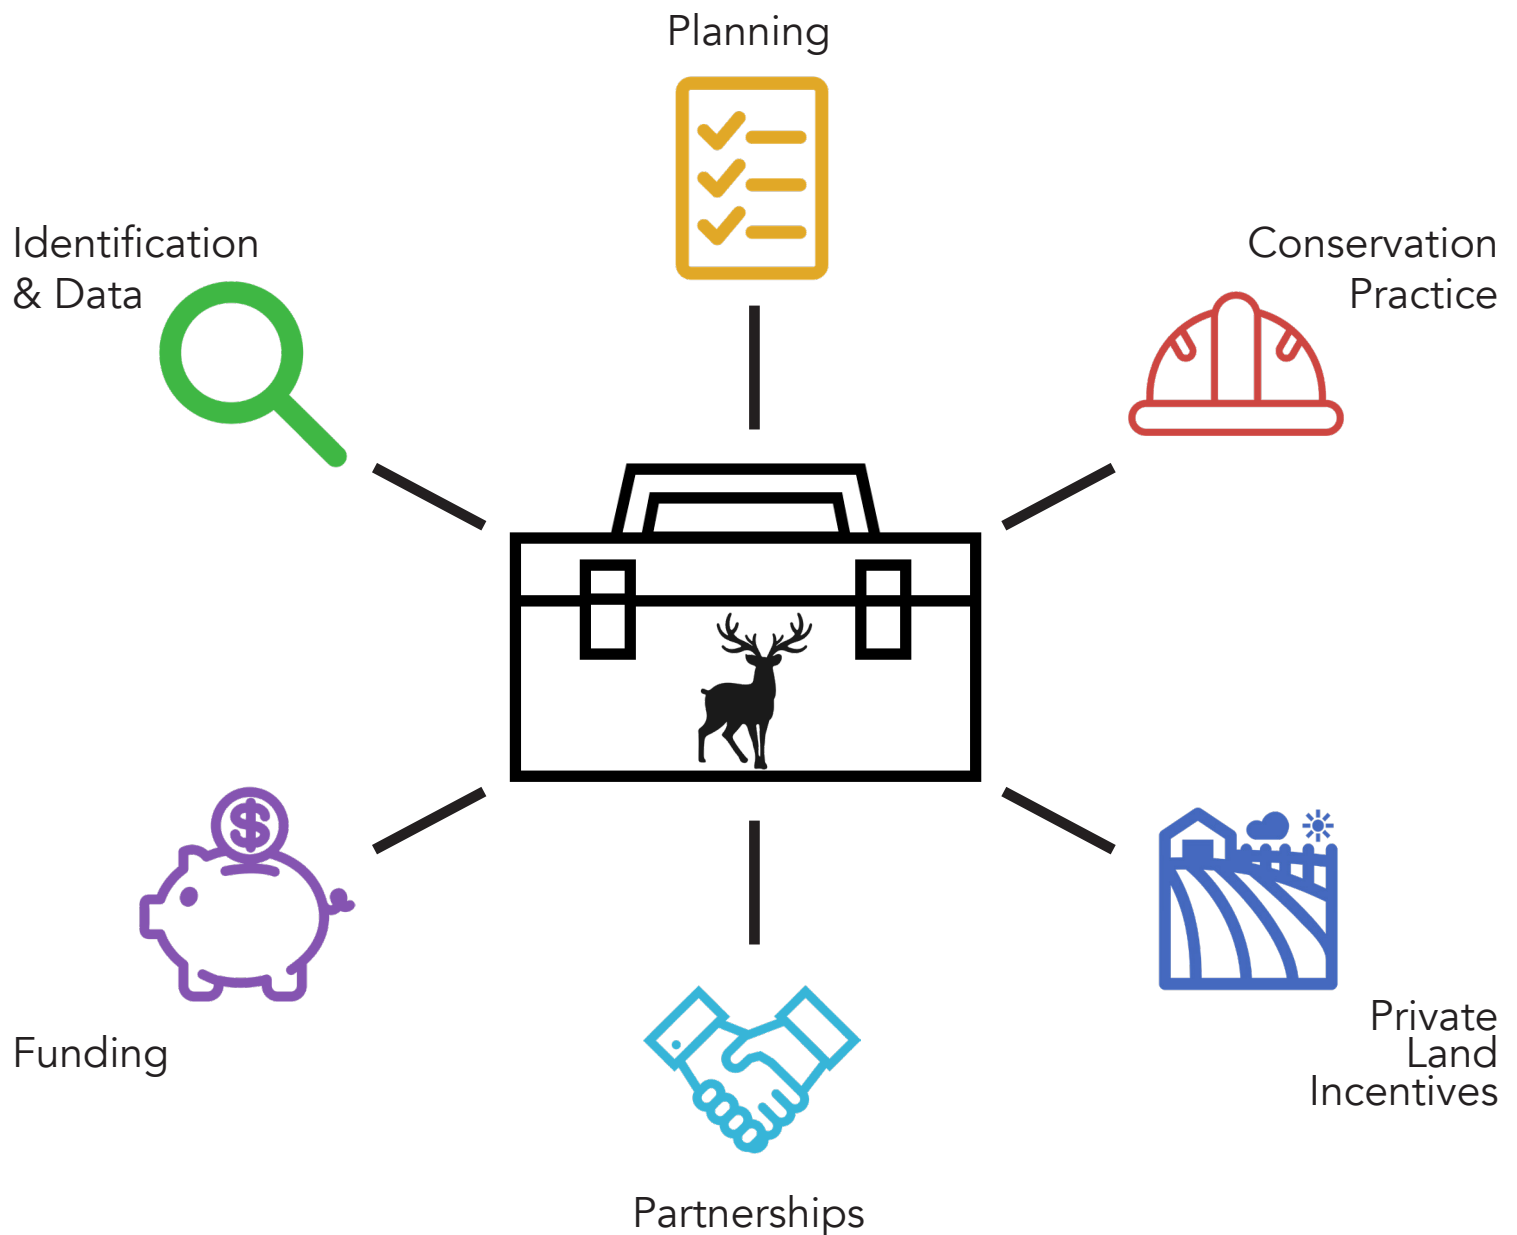 Planning
Identification
& Data
Conservation
Practice
$
Funding
Private
Land
Incentives
Partnerships